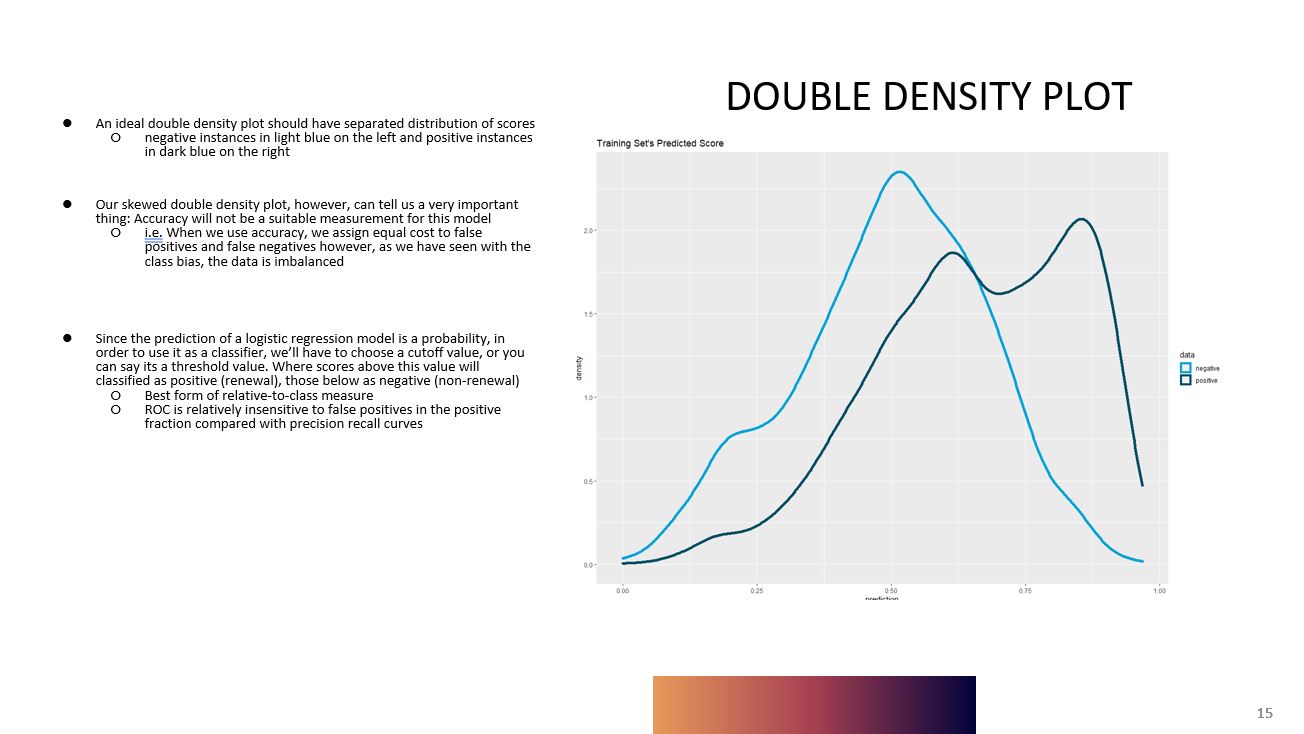 DOUBLE DENSITY PLOT
● An ideal double density plot should have separated distribution of scores
○ negative instances in light blue on the left and positive instances
in dark blue on the right
● Our skewed double density plot, however, can tell us a very important
thing: Accuracy will not be a suitable measurement for this model
○ i.e. When we use accuracy, we assign equal cost to false
positives and false negatives however, as we have seen with the
class bias, the data is imbalanced
● Since the prediction of a logistic regression model is a probability, in
order to use it as a classifier, we'll have to choose a cutoff value, or you
can say its a threshold value. Where scores above this value will
classified as positive (renewal), those below as negative (non-renewal)
○ Best form of relative-to-class measure
○ ROC is relatively insensitive to false positives in the positive
fraction compared with precision recall curves
Training Set's Predicted Score
density
2.0
1.5
1.0
0.5
0.0
0.00 0.25 0.50 0.75 1.00
prediction
data
negative
positive
15